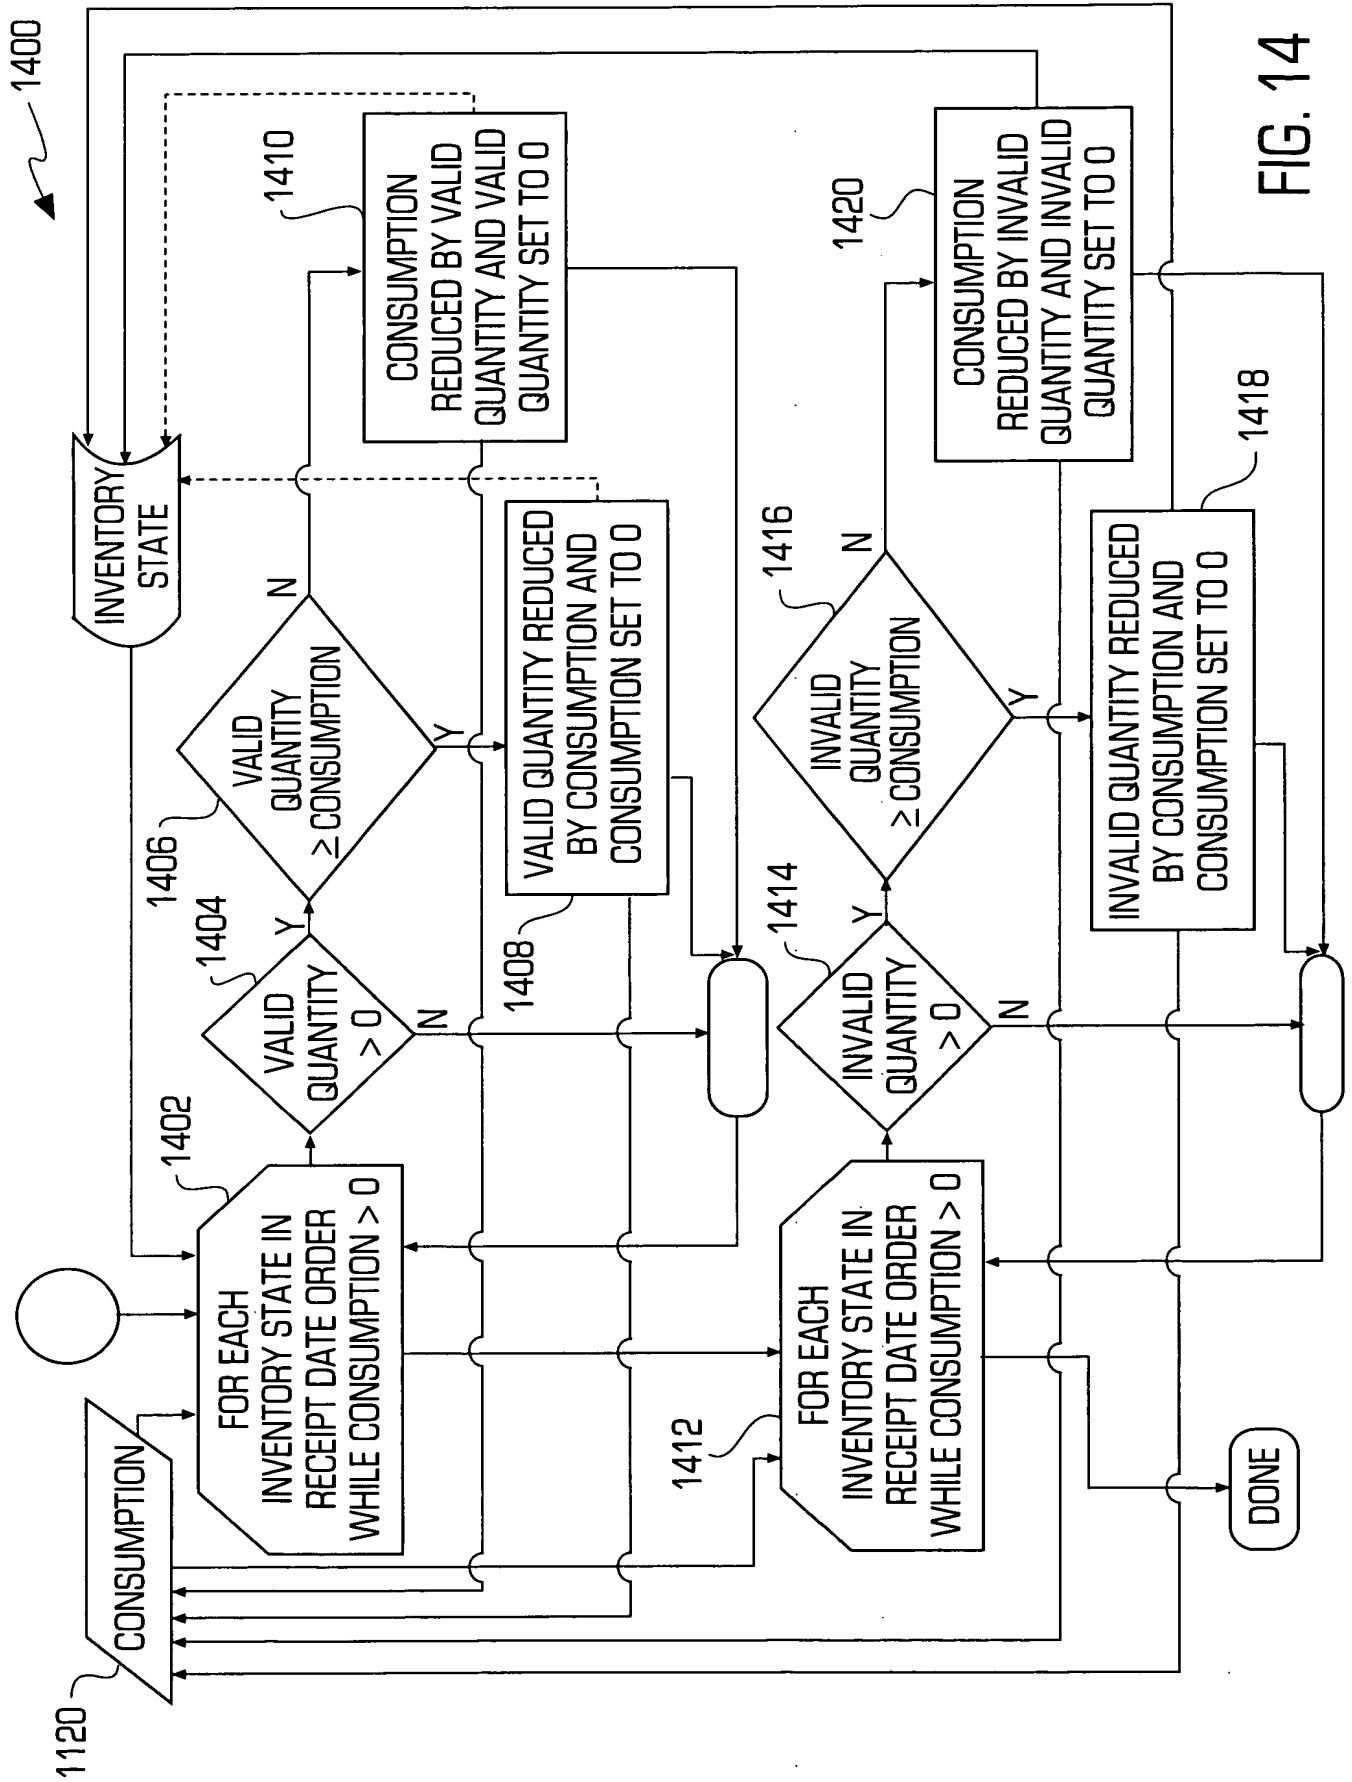 1400
INVENTORY
STATE
1120
CONSUMPTION
1402
FOR EACH
INVENTORY STATE IN
RECEIPT DATE ORDER
WHILE CONSUMPTION > 0
1404
VALID
QUANTITY
> 0
Y
N
1406
VALID
QUANTITY
≥ CONSUMPTION
N
Y
1410
CONSUMPTION
REDUCED BY VALID
QUANTITY AND VALID
QUANTITY SET TO 0
1408
VALID QUANTITY REDUCED
BY CONSUMPTION AND
CONSUMPTION SET TO 0
1412
FOR EACH
INVENTORY STATE IN
RECEIPT DATE ORDER
WHILE CONSUMPTION > 0
1414
INVALID
QUANTITY
> 0
Y
N
1416
INVALID
QUANTITY
≥ CONSUMPTION
N
Y
1420
CONSUMPTION
REDUCED BY INVALID
QUANTITY AND INVALID
QUANTITY SET TO 0
1418
INVALID QUANTITY REDUCED
BY CONSUMPTION AND
CONSUMPTION SET TO 0
DONE
FIG. 14